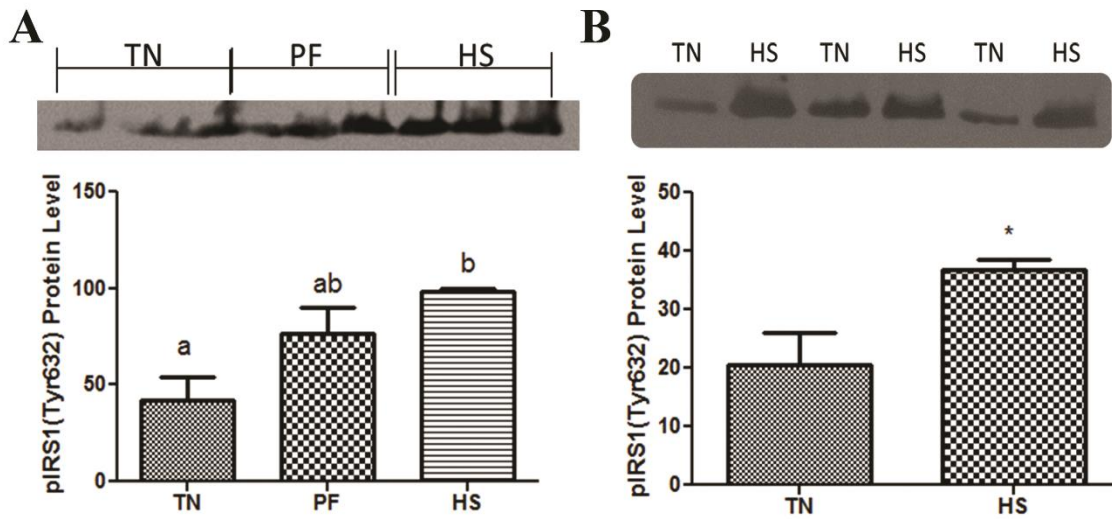 A
TN PF HS
pIRS1(Tyr632) Protein Level
150
100
50
0
a
ab
b
TN PF HS
B
TN HS TN HS TN HS
pIRS1(Tyr632) Protein Level
50
40
30
20
10
0
*
TN HS